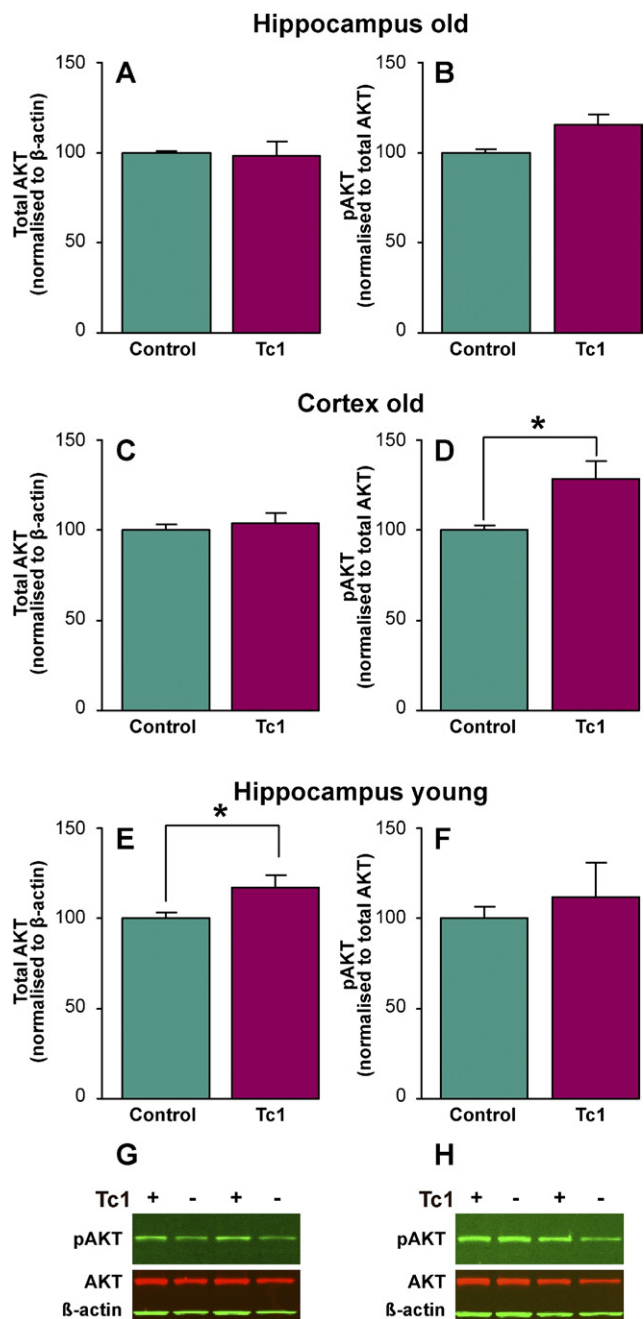 Hippocampus old
A
150
100
50
0
Total AKT
(normalised to β-actin)
Control Tc1
B
150
100
50
0
pAKT
(normalised to total AKT)
Control Tc1
Cortex old
C
150
100
50
0
Total AKT
(normalised to β-actin)
Control Tc1
D
*
150
100
50
0
pAKT
(normalised to total AKT)
Control Tc1
Hippocampus young
E
*
150
100
50
0
Total AKT
(normalised to β-actin)
Control Tc1
F
150
100
50
0
pAKT
(normalised to total AKT)
Control Tc1
G
Tc1 + - + -
pAKT
AKT
ß-actin
H
Tc1 + - + -
pAKT
AKT
ß-actin